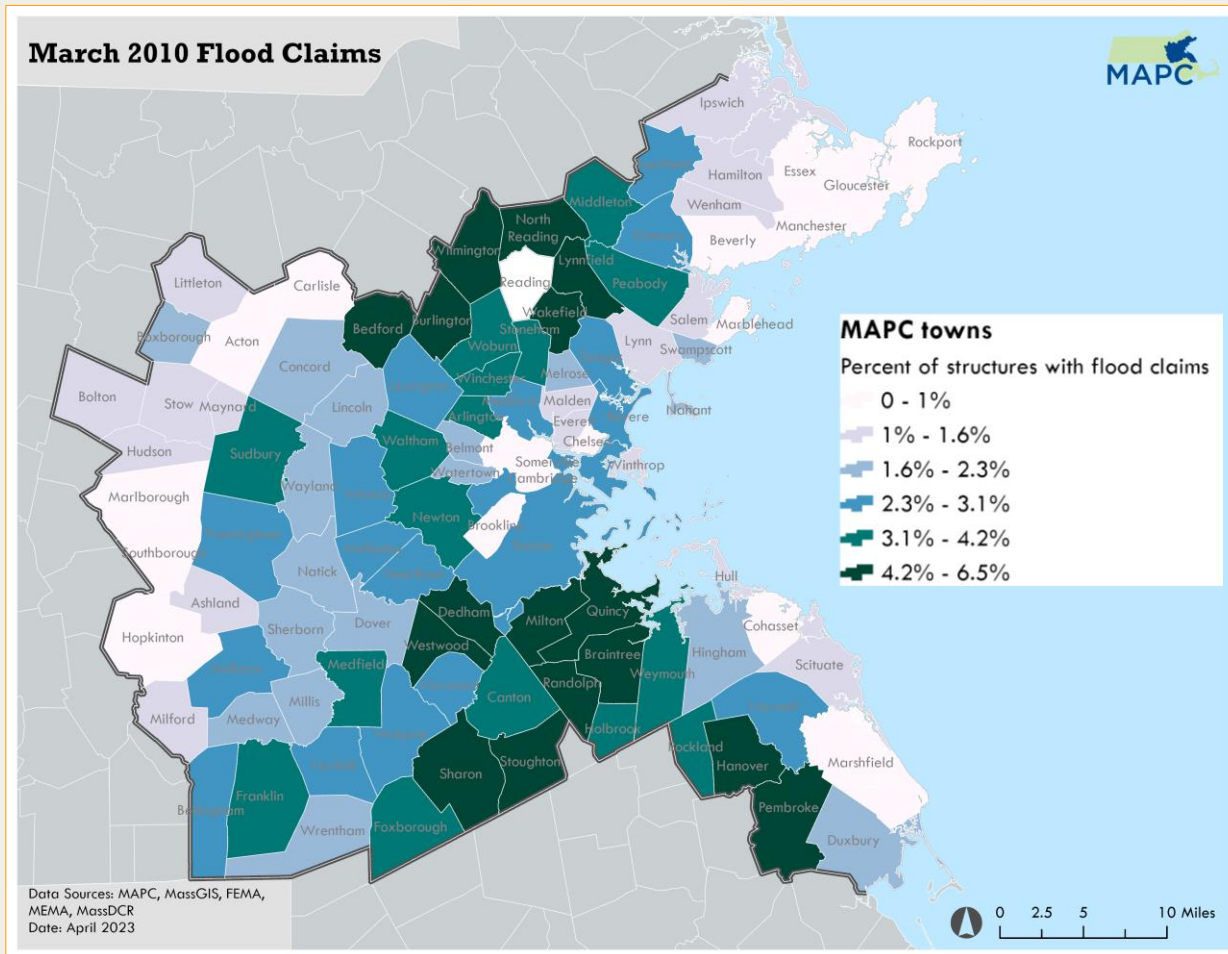 March 2010 Flood Claims
MAPC
Ipswich
Rockport
Essex
Hamilton
Gloucester
Middleton
Wenham
Manchester
North
Reading
Beverly
Wilmington
Lynnfield
Littleton
Carlisle
Reading
Peabody
Salem
Marblehead
Bedford
Burlington
Wakefield
Boxborough
Acton
Stoneham
Woburn
Lynn
Swampscott
Concord
Winchester
Melrose
Bolton
Stow
Maynard
Lincoln
Malden
Nahant
Arlington
Everett
Revere
Hudson
Sudbury
Waltham
Belmont
Chelsea
Somerville
Winthrop
Watertown
Cambridge
Marlborough
Wayland
Newton
Brookline
Southborough
Natick
Hull
Ashland
Dedham
Quincy
Hopkinton
Sherborn
Dover
Milton
Cohasset
Westwood
Braintree
Hingham
Medfield
Weymouth
Scituate
Randolph
Canton
Milford
Medway
Millis
Holbrook
Rockland
Hanover
Marshfield
Sharon
Stoughton
Bellingham
Franklin
Pembroke
Wrentham
Foxborough
Duxbury
MAPC towns
Percent of structures with flood claims
0 - 1%
1% - 1.6%
1.6% - 2.3%
2.3% - 3.1%
3.1% - 4.2%
4.2% - 6.5%
Data Sources: MAPC, MassGIS, FEMA,
MEMA, MassDCR
Date: April 2023
0 2.5 5 10 Miles